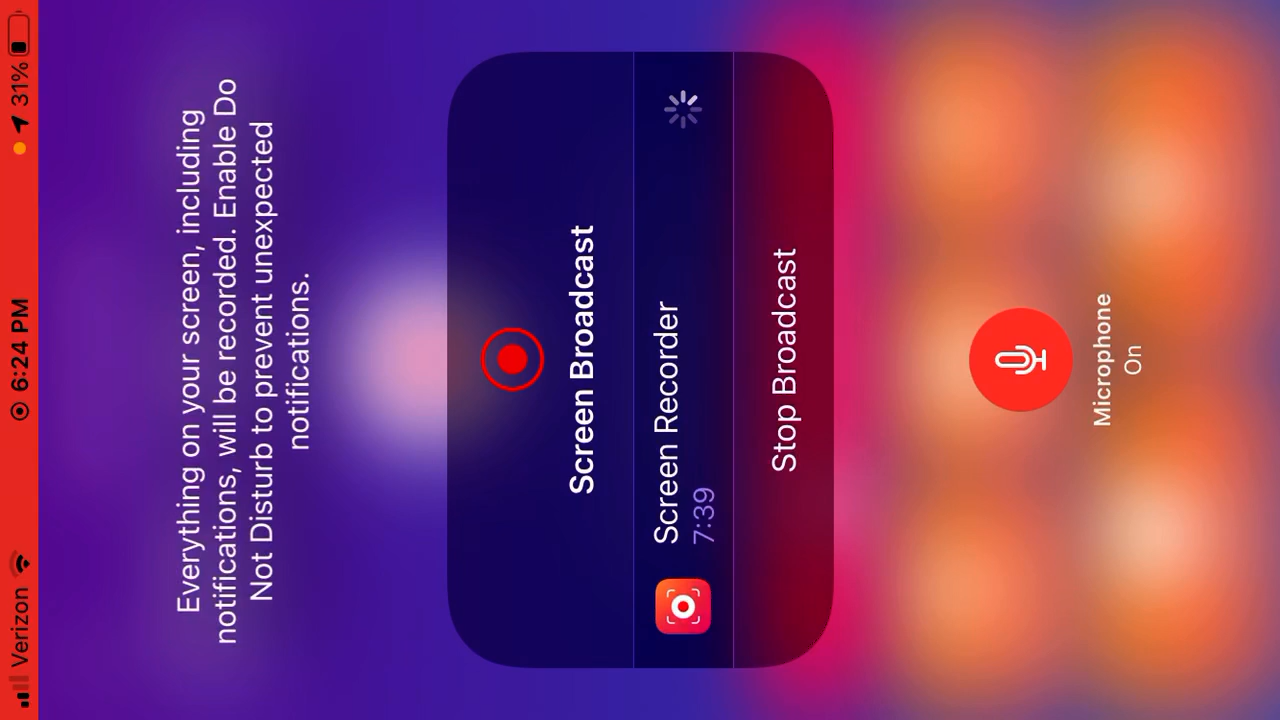 Verizon
6:24 PM
31%
Everything on your screen, including
notifications, will be recorded. Enable Do
Not Disturb to prevent unexpected
notifications.
Screen Broadcast
Screen Recorder
7:39
Stop Broadcast
Microphone
On